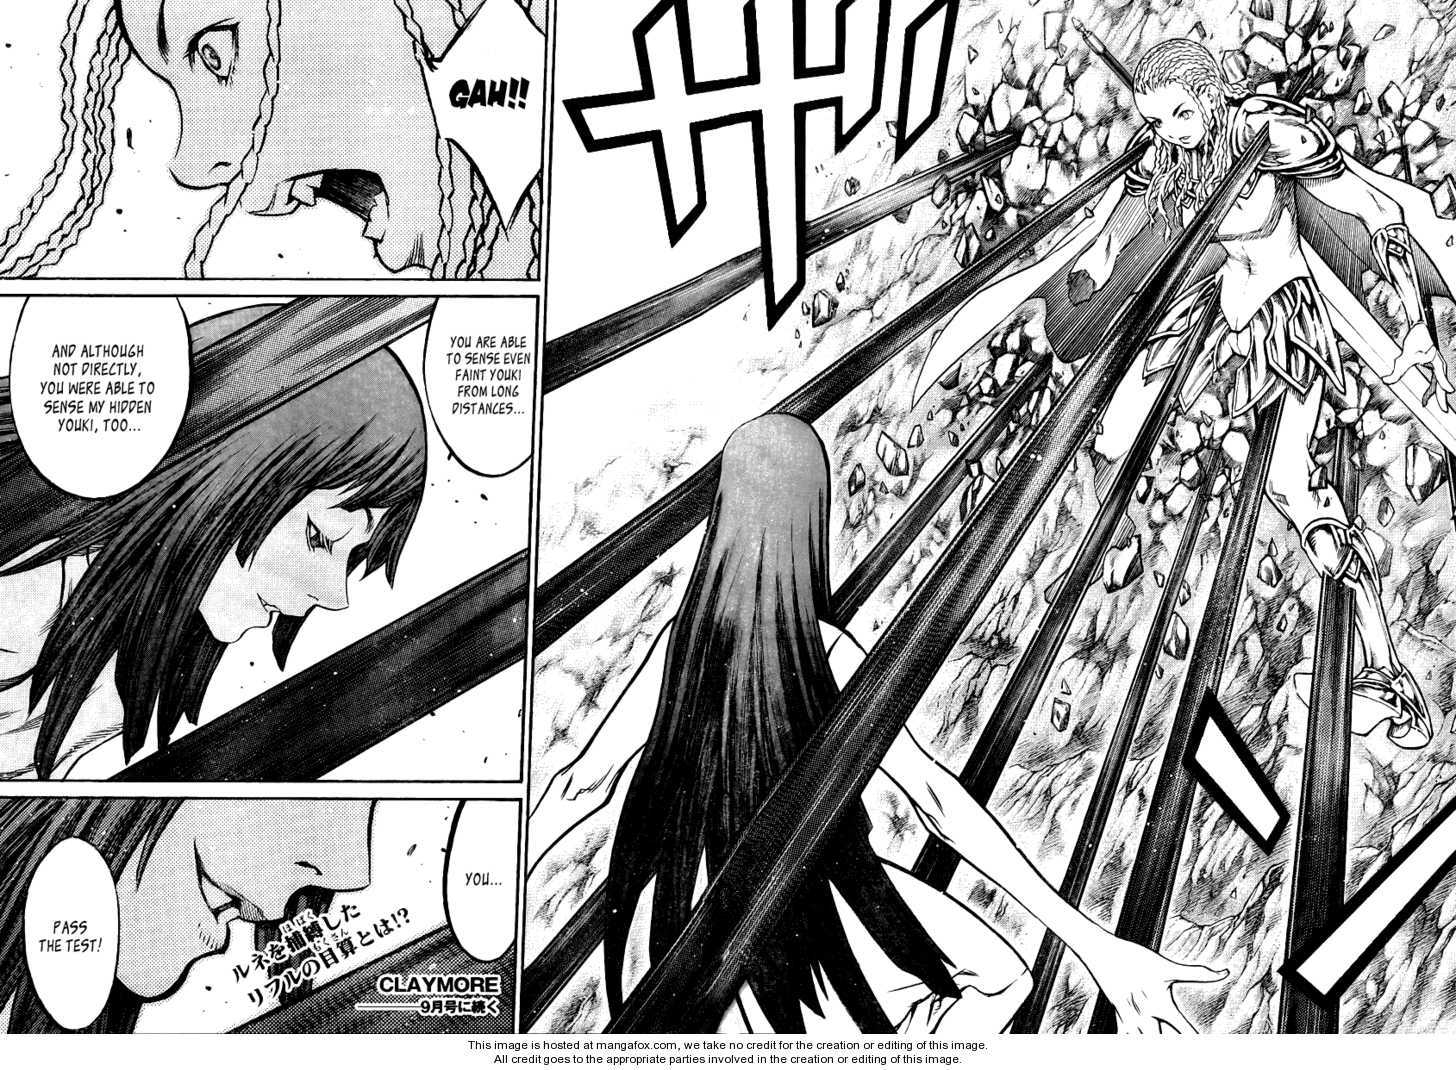 GAH!!
YOU ARE ABLE
TO SENSE EVEN
FAINT YOUKI
FROM LONG
DISTANCES...
AND ALTHOUGH
NOT DIRECTLY,
YOU WERE ABLE TO
SENSE MY HIDDEN
YOUKI, TOO...
YOU...
PASS
THE TEST!
ルネを捕縛した
リフルの目算とは!?
CLAYMORE
9月号に続く
This image is hosted at mangafox.com, we take no credit for the creation or editing of this image.
All credit goes to the appropriate parties involved in the creation or editing of this image.